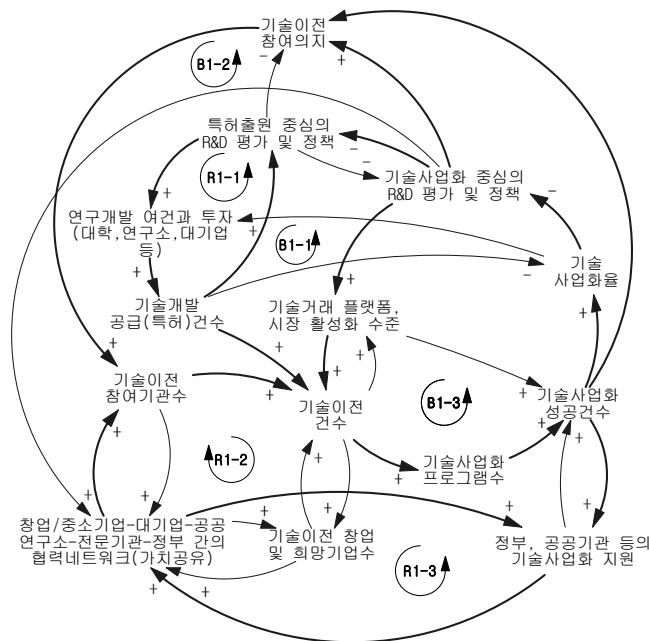 기술이전
참여의지
B1-2
특허출원 중심의
R&D 평가 및 정책
기술사업화 중심의
R&D 평가 및 정책
R1-1
연구개발 여건과 투자
(대학,연구소,대기업
등)
B1-1
기술
사업화율
기술개발
공급(특허)건수
기술거래 플랫폼,
시장 활성화 수준
기술이전
참여기관수
기술이전
건수
B1-3
기술사업화
성공건수
R1-2
기술사업화
프로그램수
창업/중소기업-대기업-공공
연구소-전문기관-정부 간의
협력네트워크(가치공유)
기술이전 창업
및 희망기업수
정부, 공공기관 등의
기술사업화 지원
R1-3